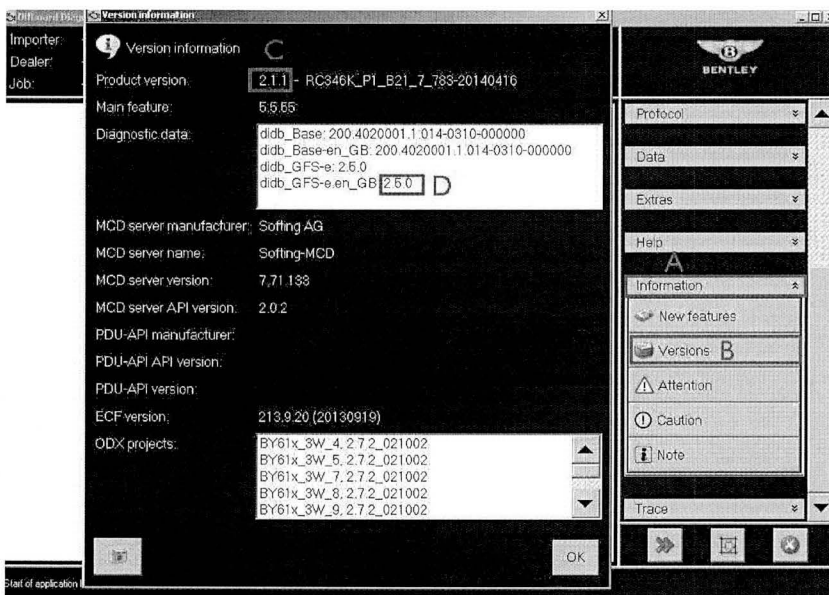 Version information
Importer:
Dealer:
Job:
Version information
C
Product version: 2.1.1 - RC346K_P1_B21_7_783-20140416
Main feature: 5.5.65
Diagnostic data:
didb_Base: 200.4020001.1.014-0310-000000
didb_Base-en_GB: 200.4020001.1.014-0310-000000
didb_GFS-e: 2.5.0
didb_GFS-e.en_GB: 2.5.0 D
MCD server manufacturer: Softing AG
MCD server name: Softing-MCD
MCD server version: 7,71.133
MCD server API version: 2.0.2
PDU-API manufacturer:
PDU-API API version:
PDU-API version:
ECF version: 213.9.20 (20130919)
ODX projects:
BY61x_3W_4, 2.7.2_021002
BY61x_3W_5, 2.7.2_021002
BY61x_3W_7, 2.7.2_021002
BY61x_3W_8, 2.7.2_021002
BY61x_3W_9, 2.7.2_021002
OK
B
BENTLEY
Protocol
Data
Extras
Help
A
Information
New features
Versions B
Attention
Caution
Note
Trace
Start of application